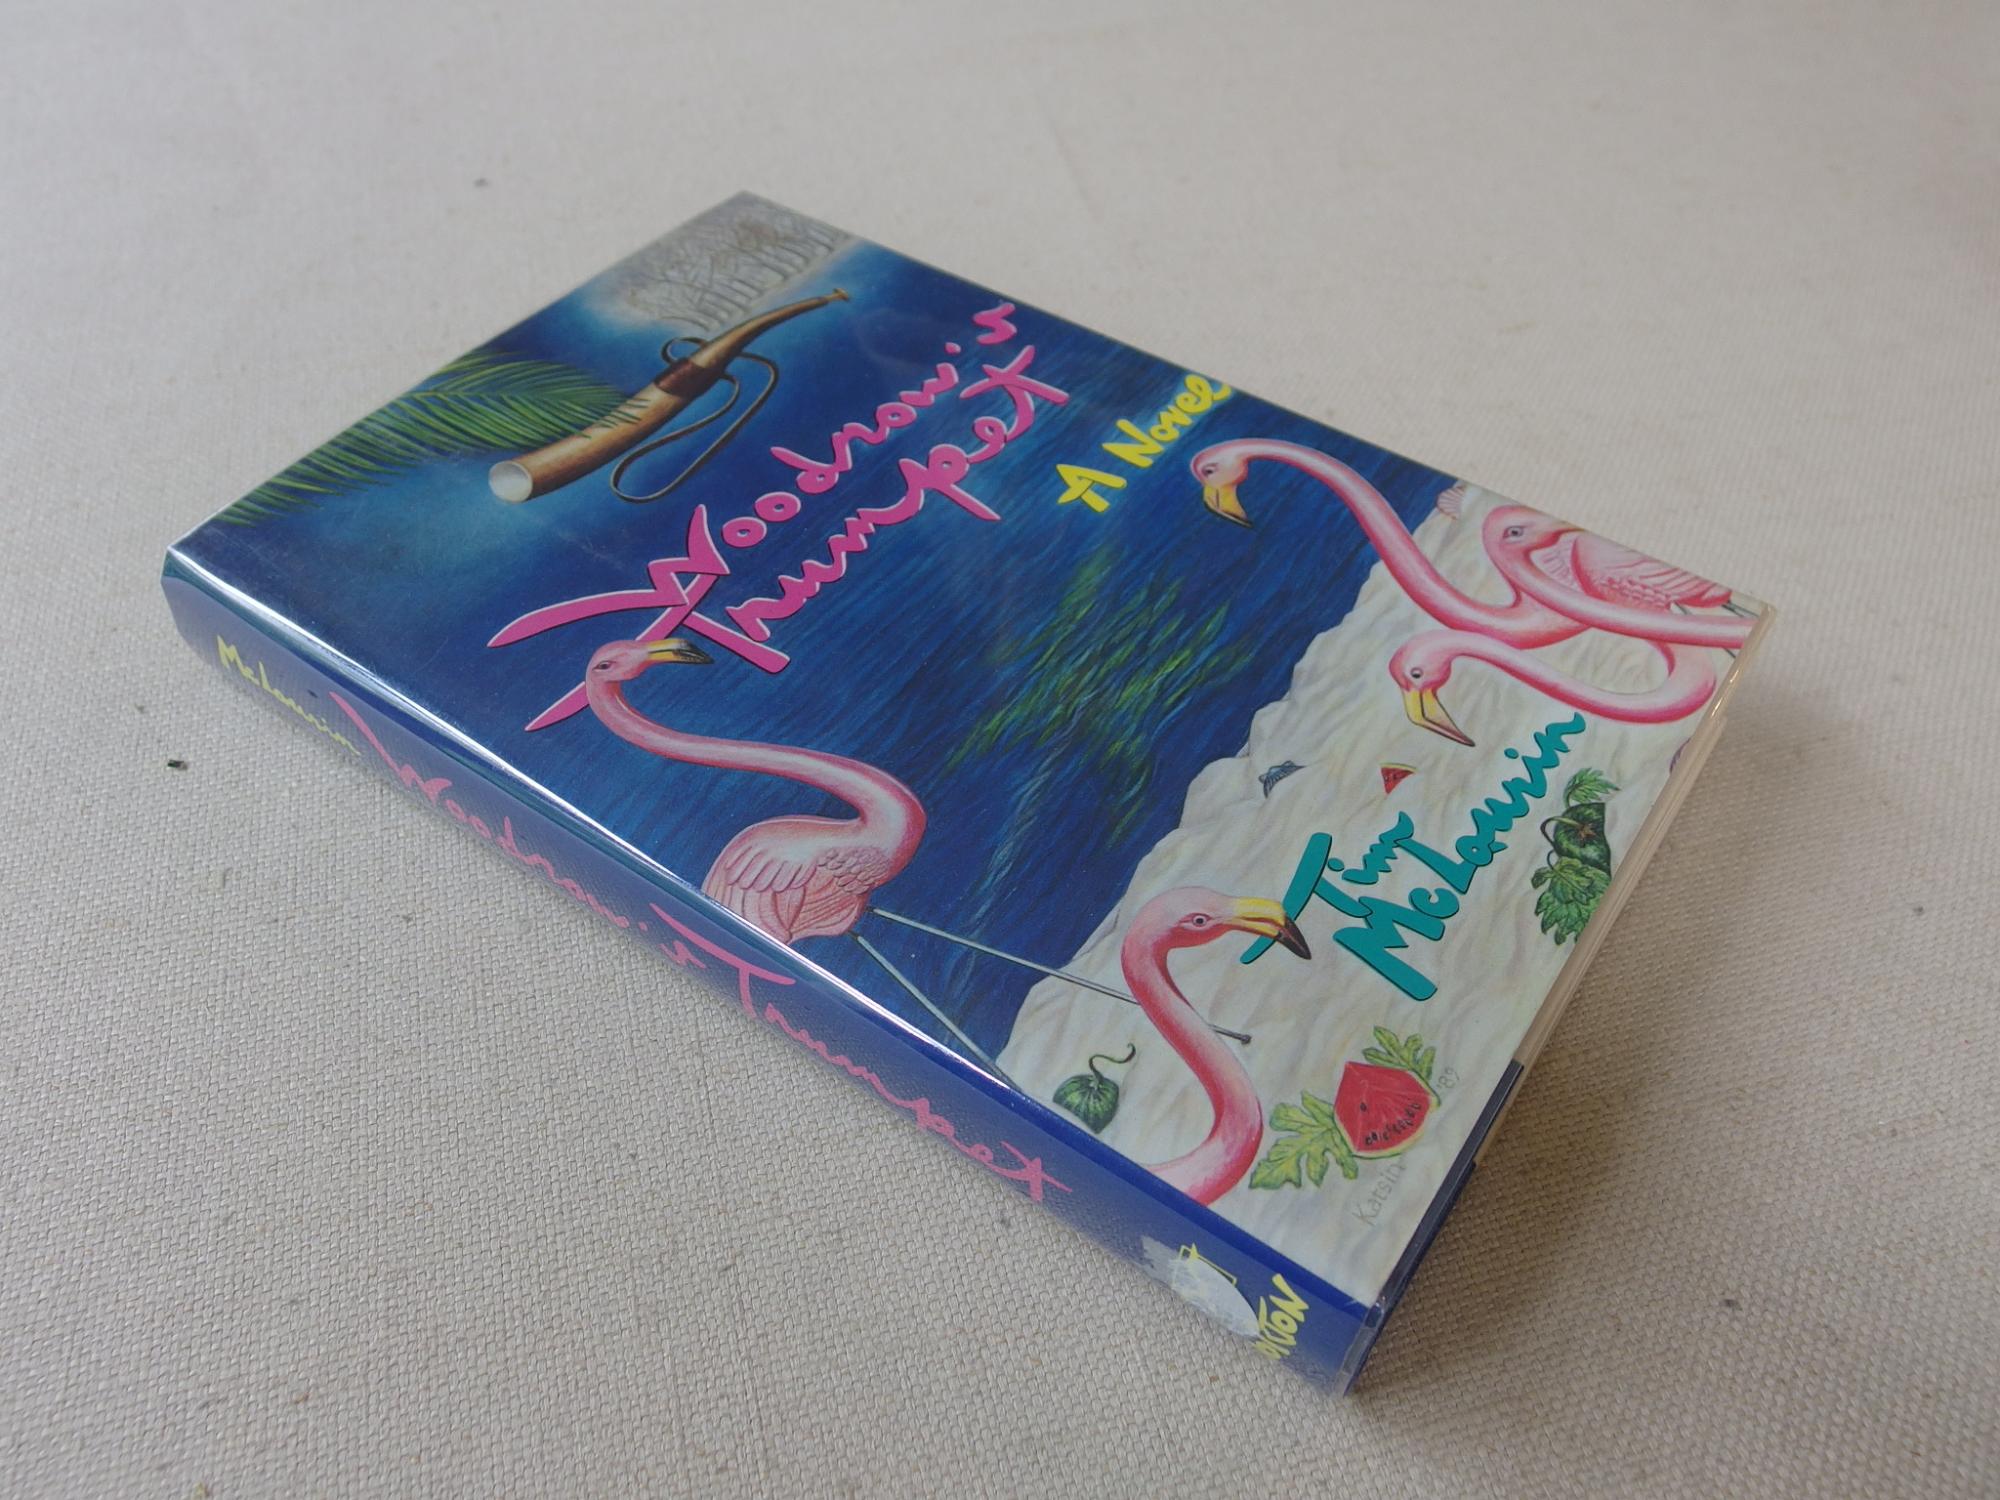 Woodrow's
Trumpet
A Novel
Tim
McLaurin
Katsin
'89
McLaurin
Woodrow's Trumpet